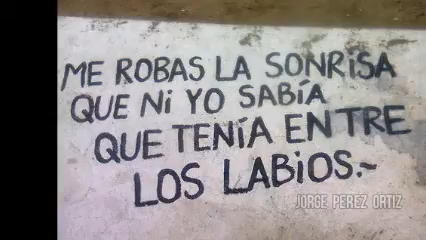 ME ROBAS LA SONRiSA
QUE Ni YO SABÍA
QUE TENÍA ENTRE
LOS LABiOS.~
JORGE PEREZ ORTIZ